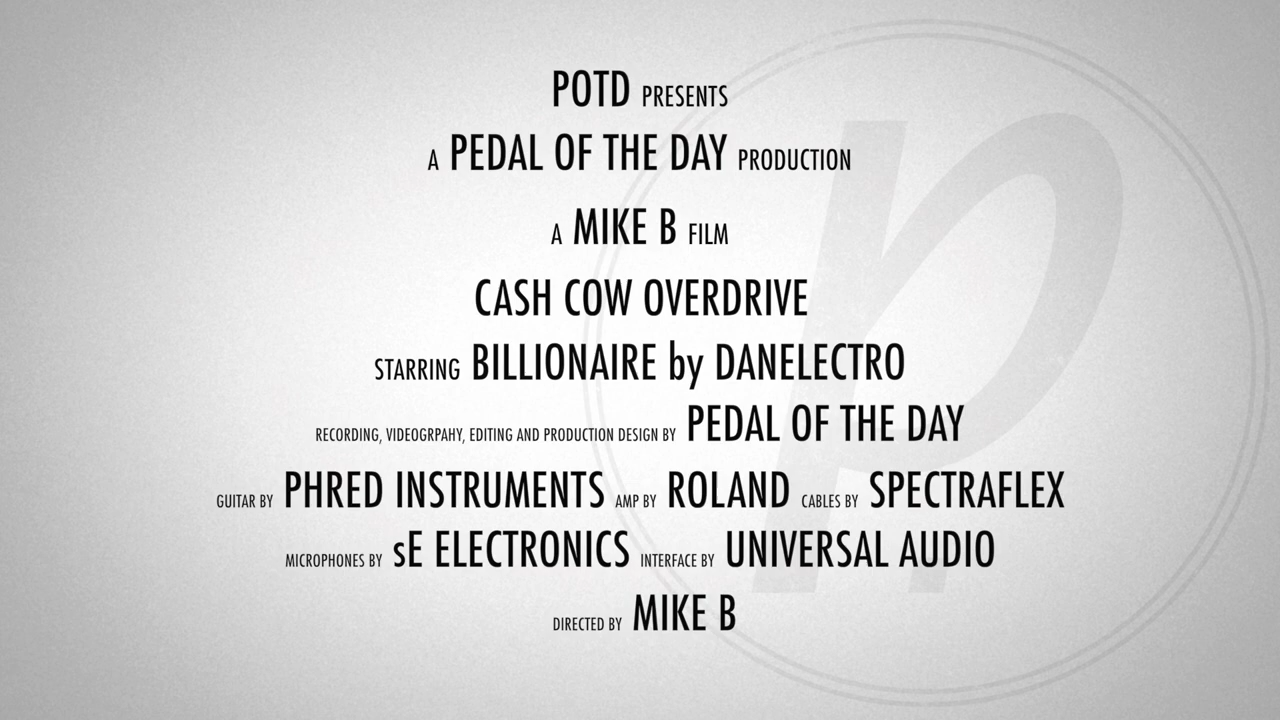 POTD PRESENTS
A PEDAL OF THE DAY PRODUCTION
A MIKE B FILM
CASH COW OVERDRIVE
STARRING BILLIONAIRE by DANELECTRO
RECORDING, VIDEOGRPAHY, EDITING AND PRODUCTION DESIGN BY PEDAL OF THE DAY
GUITAR BY PHRED INSTRUMENTS AMP BY ROLAND CABLES BY SPECTRAFLEX
MICROPHONES BY sE ELECTRONICS INTERFACE BY UNIVERSAL AUDIO
DIRECTED BY MIKE B